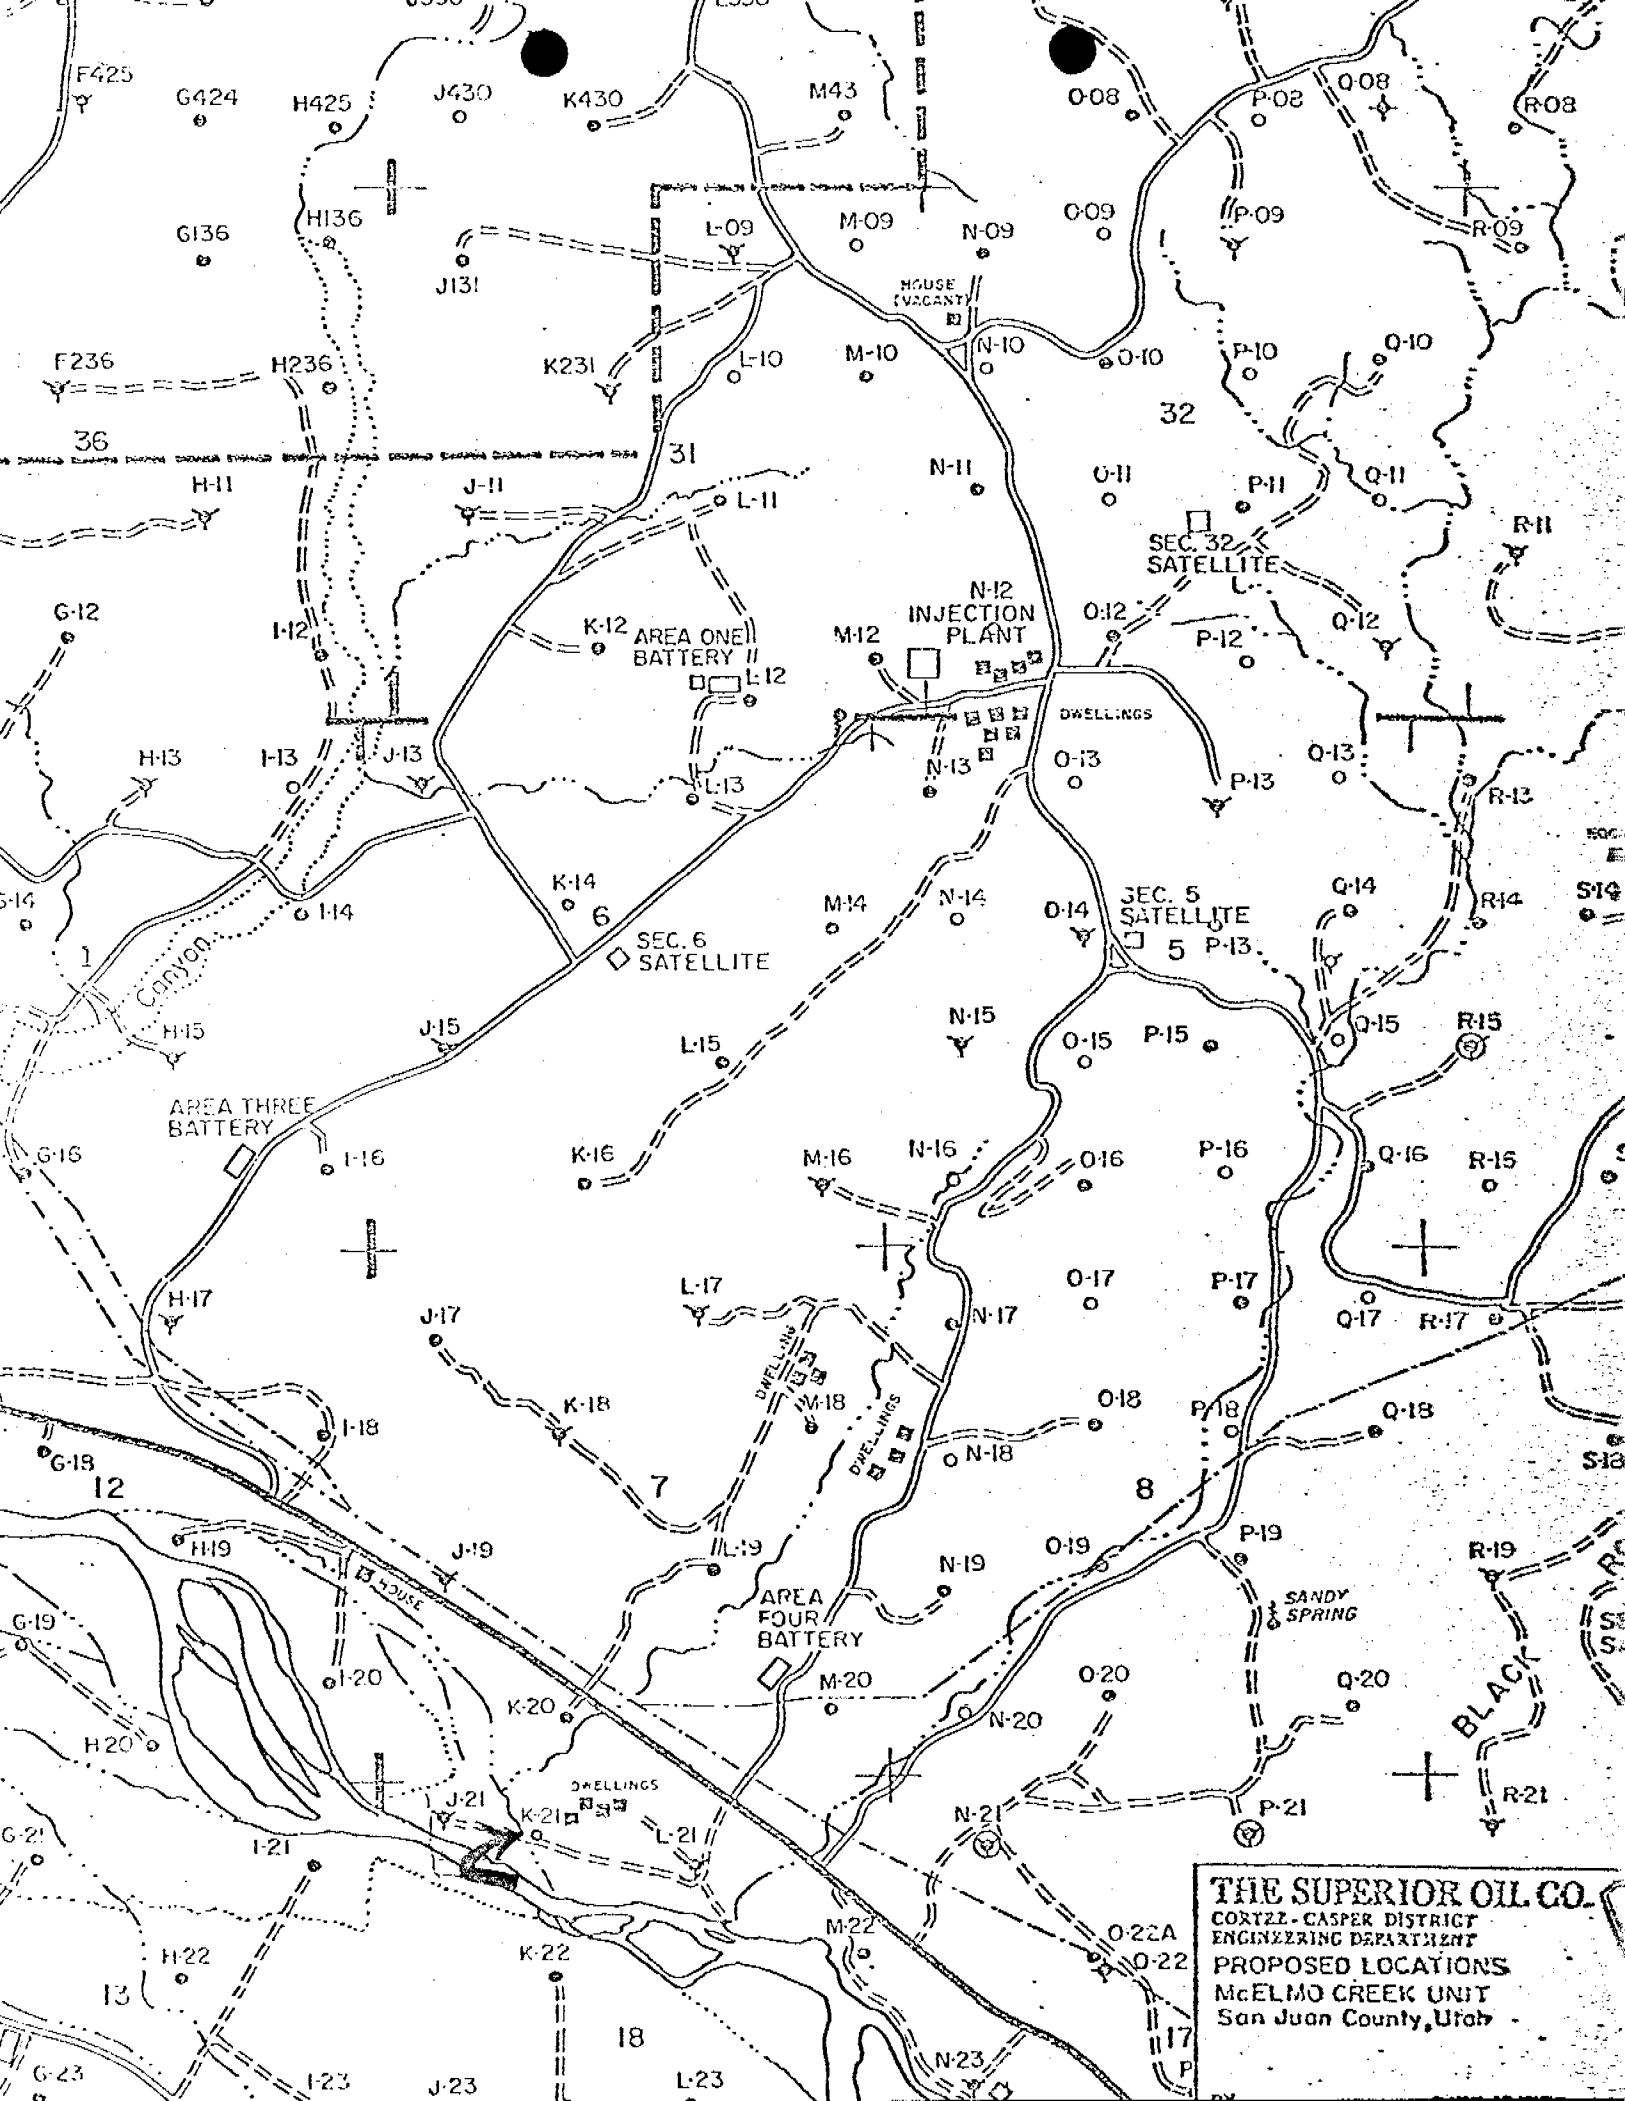 F425
G424
H425
J430
K430
M43
O-08
P-08
Q-08
R-08
G136
H136
J131
L-09
M-09
N-09
O-09
P-09
R-09
HOUSE
(VACANT)
F236
H236
K231
L-10
M-10
N-10
O-10
P-10
Q-10
36
31
32
H-11
J-11
L-11
N-11
O-11
P-11
Q-11
R-11
SEC. 32
SATELLITE
G-12
I-12
K-12
AREA ONE
BATTERY
L-12
M-12
N-12
INJECTION
PLANT
O-12
P-12
Q-12
DWELLINGS
H-13
I-13
J-13
L-13
N-13
O-13
P-13
Q-13
R-13
I-14
K-14
6
M-14
N-14
O-14
SEC. 5
SATELLITE
5
P-13
Q-14
R-14
S-14
1
Canyon
SEC. 6
SATELLITE
H-15
J-15
L-15
N-15
O-15
P-15
Q-15
R-15
AREA THREE
BATTERY
G-16
I-16
K-16
M-16
N-16
O-16
P-16
Q-16
R-15
H-17
J-17
L-17
N-17
O-17
P-17
Q-17
R-17
DWELLING
DWELLINGS
G-18
I-18
K-18
M-18
N-18
O-18
P-18
Q-18
S-18
12
7
8
H-19
J-19
L-19
N-19
O-19
P-19
R-19
HOUSE
AREA
FOUR
BATTERY
SANDY
SPRING
G-19
I-20
H20
K-20
M-20
N-20
O-20
Q-20
BLACK
DWELLINGS
G-21
I-21
J-21
K-21
L-21
N-21
P-21
R-21
H-22
K-22
M-22
O-22A
O-22
13
18
17
G-23
I-23
J-23
L-23
N-23
P
THE SUPERIOR OIL CO.
CORTEZ-CASPER DISTRICT
ENGINEERING DEPARTMENT
PROPOSED LOCATIONS
McELMO CREEK UNIT
San Juan County, Utah